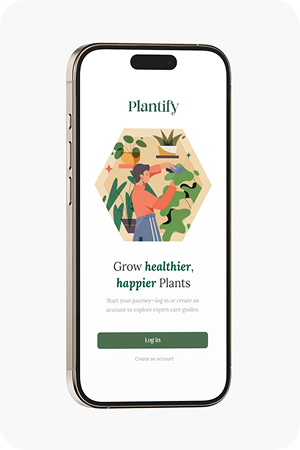 Plantify
Grow healthier,
happier Plants
Start your journey—log in or create an
account to explore expert care guides.
Log in
Create an account